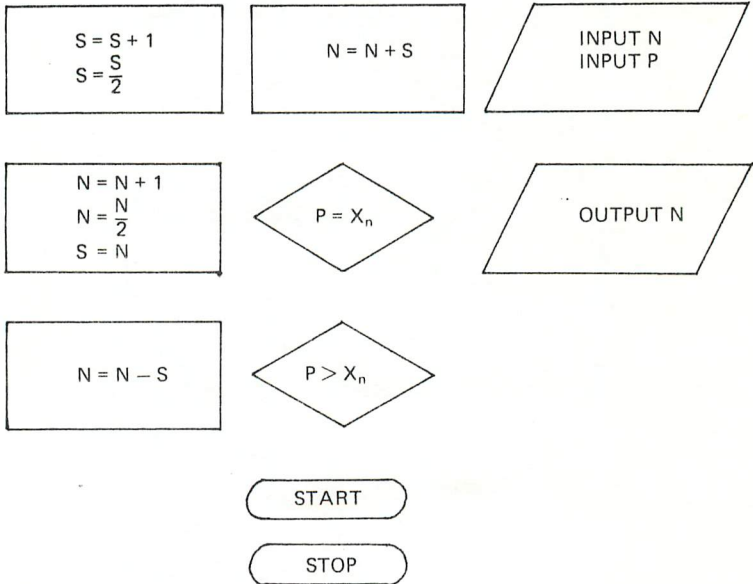 S = S + 1
S = S/2
N = N + S
INPUT N
INPUT P
N = N + 1
N = N/2
S = N
P = Xₙ
OUTPUT N
N = N – S
P > Xₙ
START
STOP